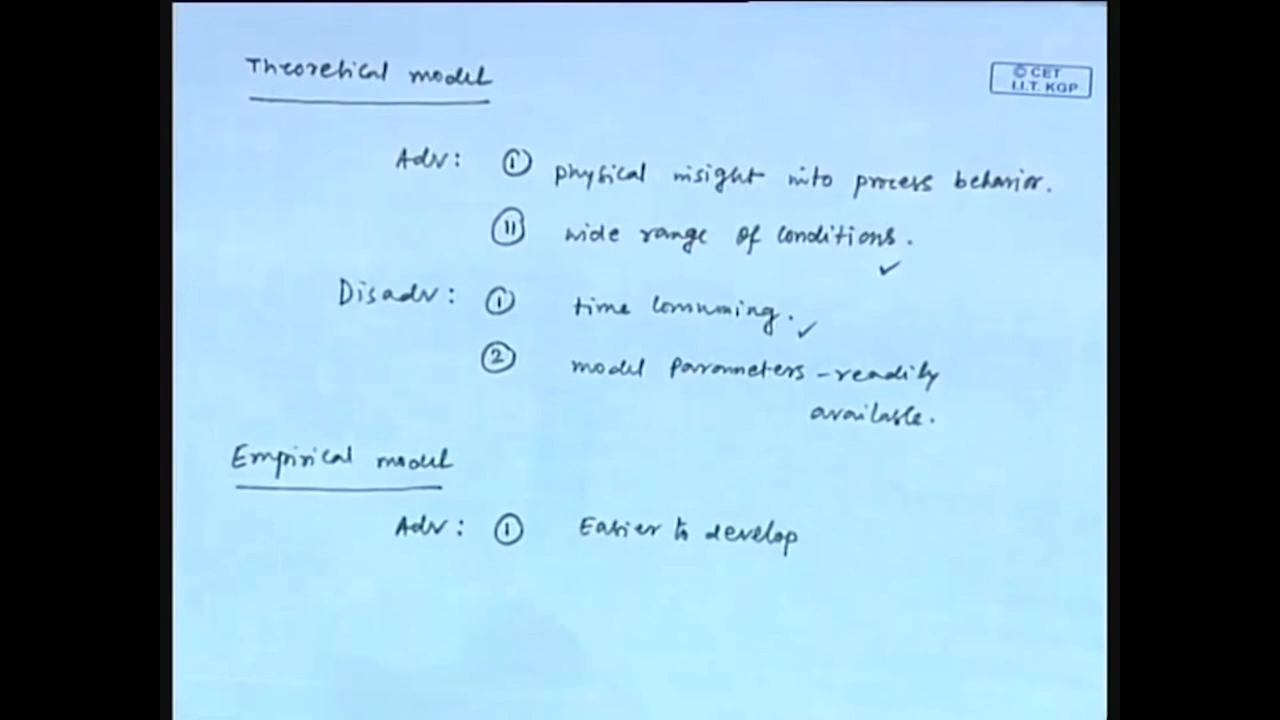 Theoretical model
© CET
I.I.T. KGP
Adv: ① physical insight into process behavior.
⑪ wide range of conditions.
Disadv: ① time consuming.
② model parameters - readily
available.
Empirical model
Adv: ① Easier to develop